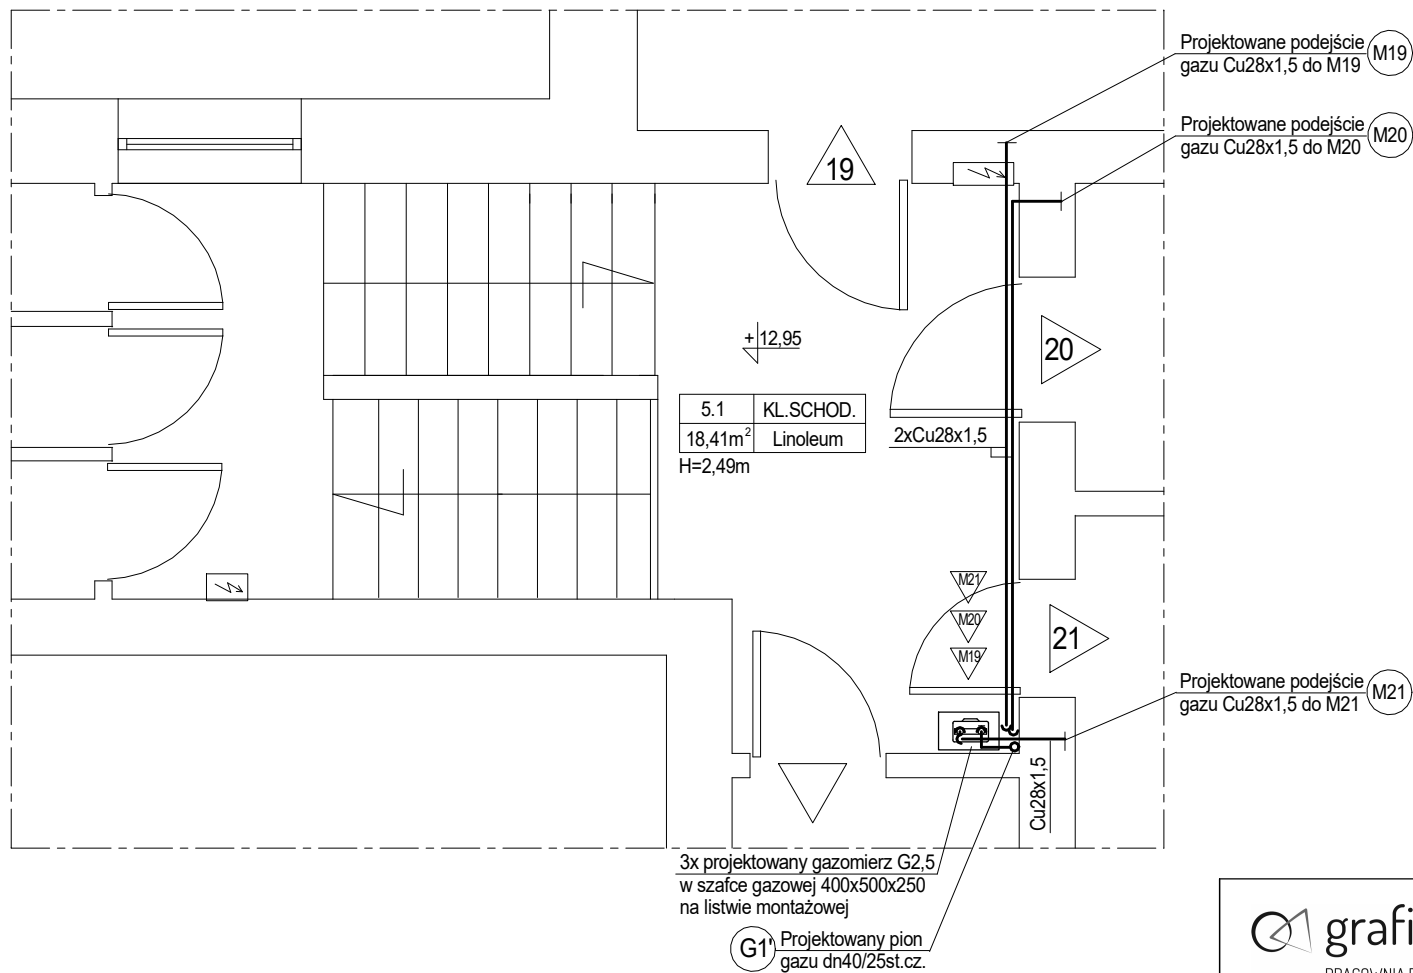 Projektowane podejście
gazu Cu28x1,5 do M19
M19
Projektowane podejście
gazu Cu28x1,5 do M20
M20
19
20
+12,95
5.1 KL.SCHOD.
18,41m² Linoleum
H=2,49m
2xCu28x1,5
M21
M20
M19
21
Projektowane podejście
gazu Cu28x1,5 do M21
M21
Cu28x1,5
3x projektowany gazomierz G2,5
w szafce gazowej 400x500x250
na listwie montażowej
G1'
Projektowany pion
gazu dn40/25st.cz.
grafi